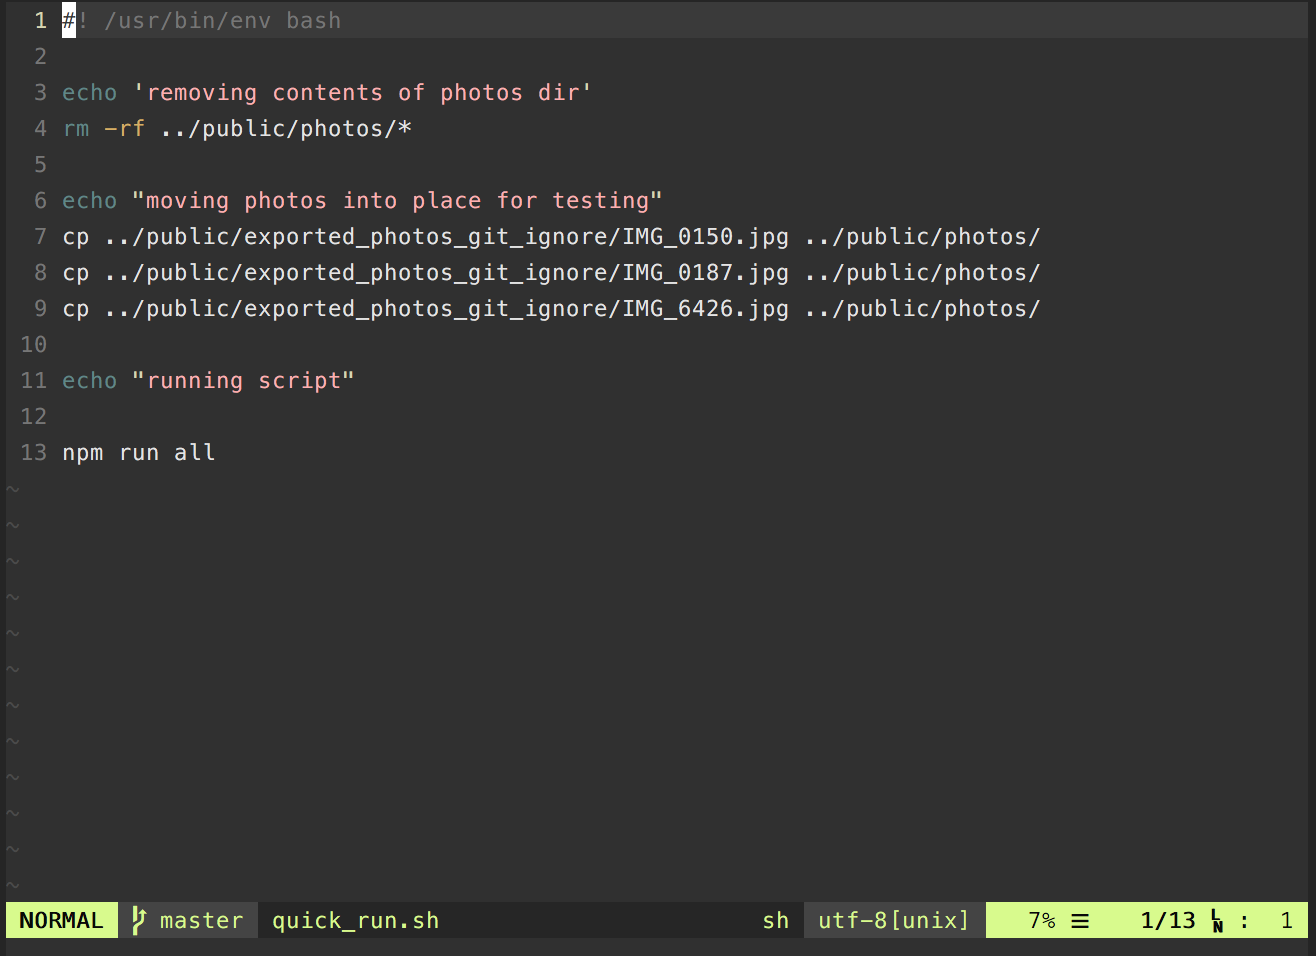 1 #! /usr/bin/env bash
2
3 echo 'removing contents of photos dir'
4 rm -rf ../public/photos/*
5
6 echo "moving photos into place for testing"
7 cp ../public/exported_photos_git_ignore/IMG_0150.jpg ../public/photos/
8 cp ../public/exported_photos_git_ignore/IMG_0187.jpg ../public/photos/
9 cp ../public/exported_photos_git_ignore/IMG_6426.jpg ../public/photos/
10
11 echo "running script"
12
13 npm run all
~
~
~
~
~
~
~
~
~
~
~
~
NORMAL master quick_run.sh sh utf-8[unix] 7% ☰ 1/13 LN : 1